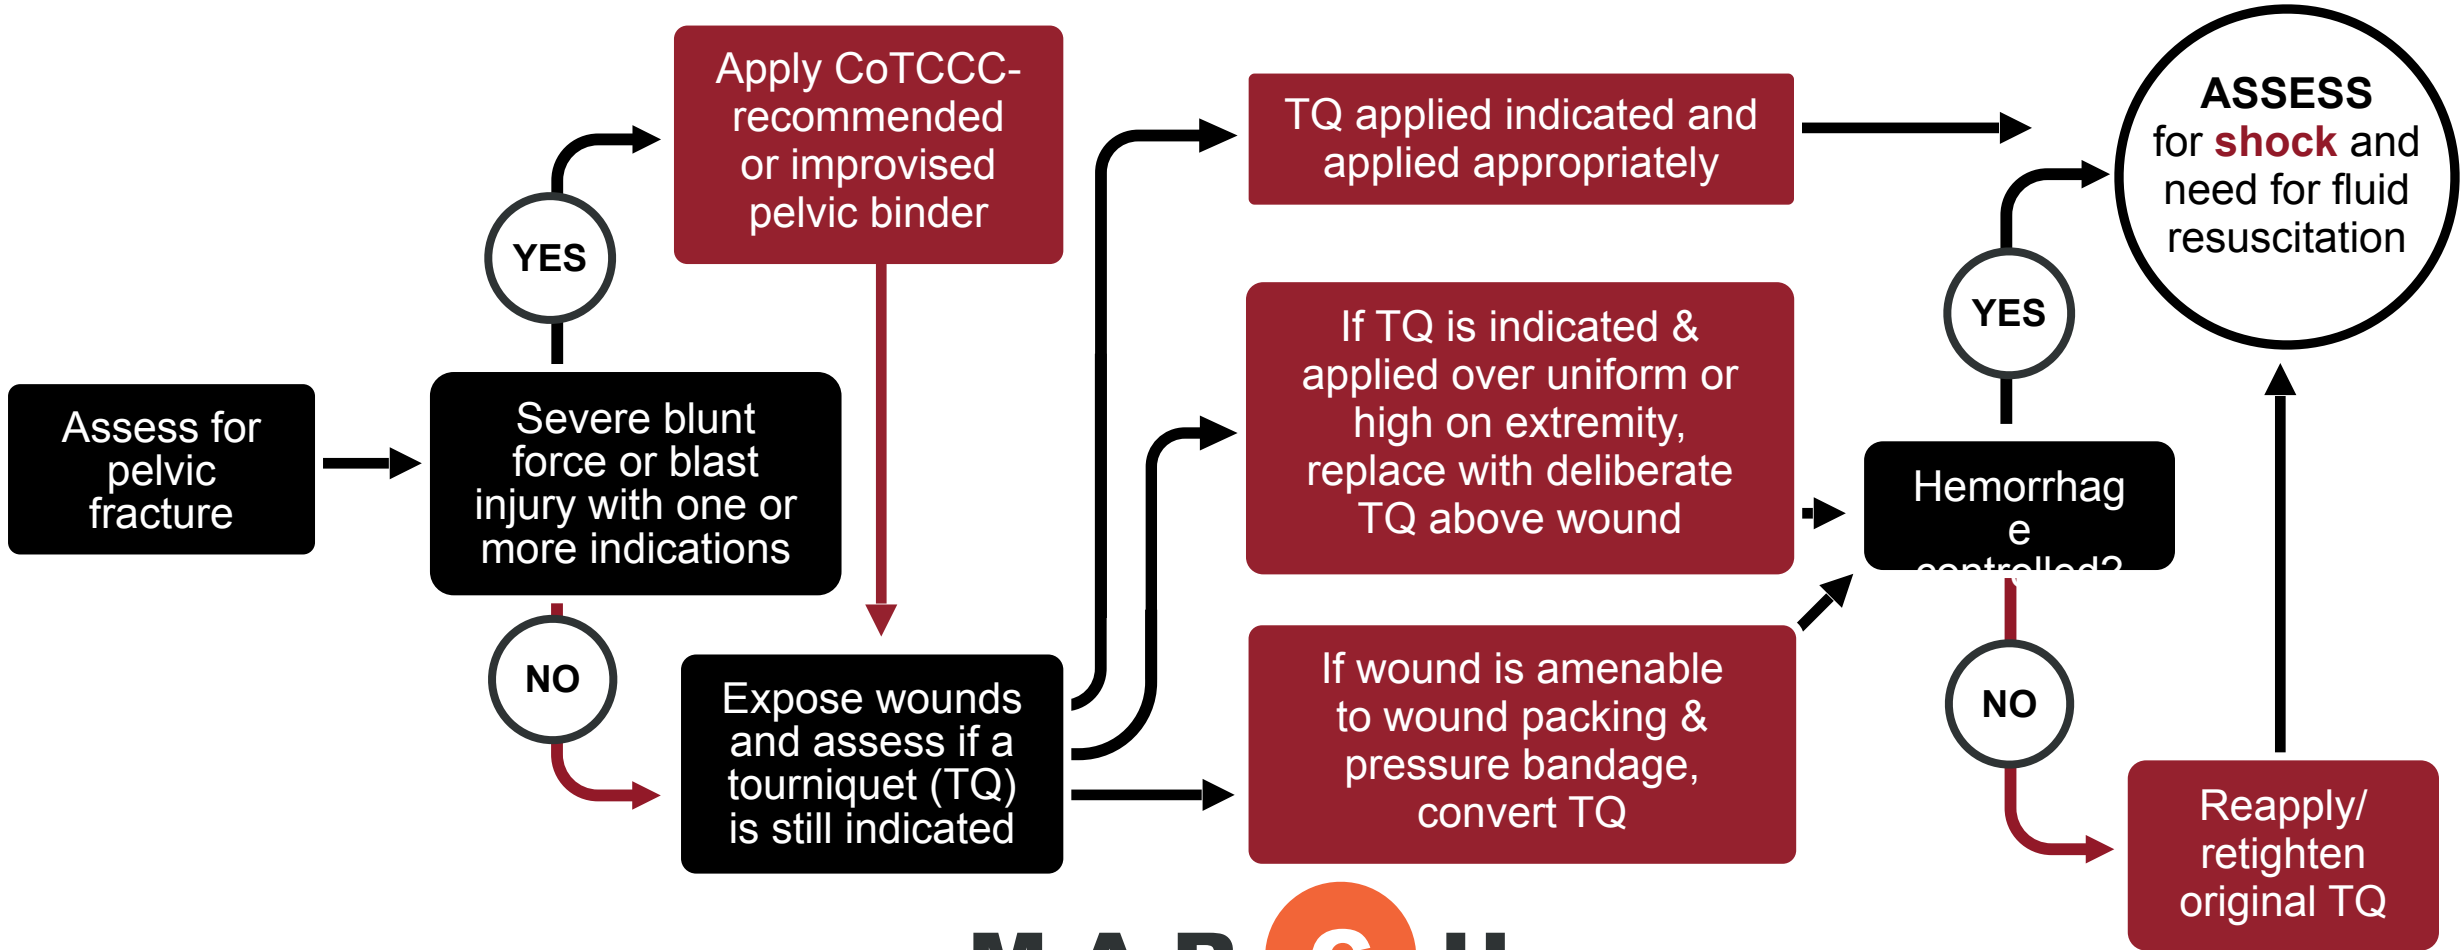 Assess for
pelvic
fracture
YES
Severe blunt
force or blast
injury with one or
more indications
NO
Apply CoTCCC-
recommended
or improvised
pelvic binder
Expose wounds
and assess if a
tourniquet (TQ)
is still indicated
TQ applied indicated and
applied appropriately
If TQ is indicated &
applied over uniform or
high on extremity,
replace with deliberate
TQ above wound
If wound is amenable
to wound packing &
pressure bandage,
convert TQ
YES
Hemorrhag
e
controlled?
NO
ASSESS
for shock and
need for fluid
resuscitation
Reapply/
retighten
original TQ
M A R C H